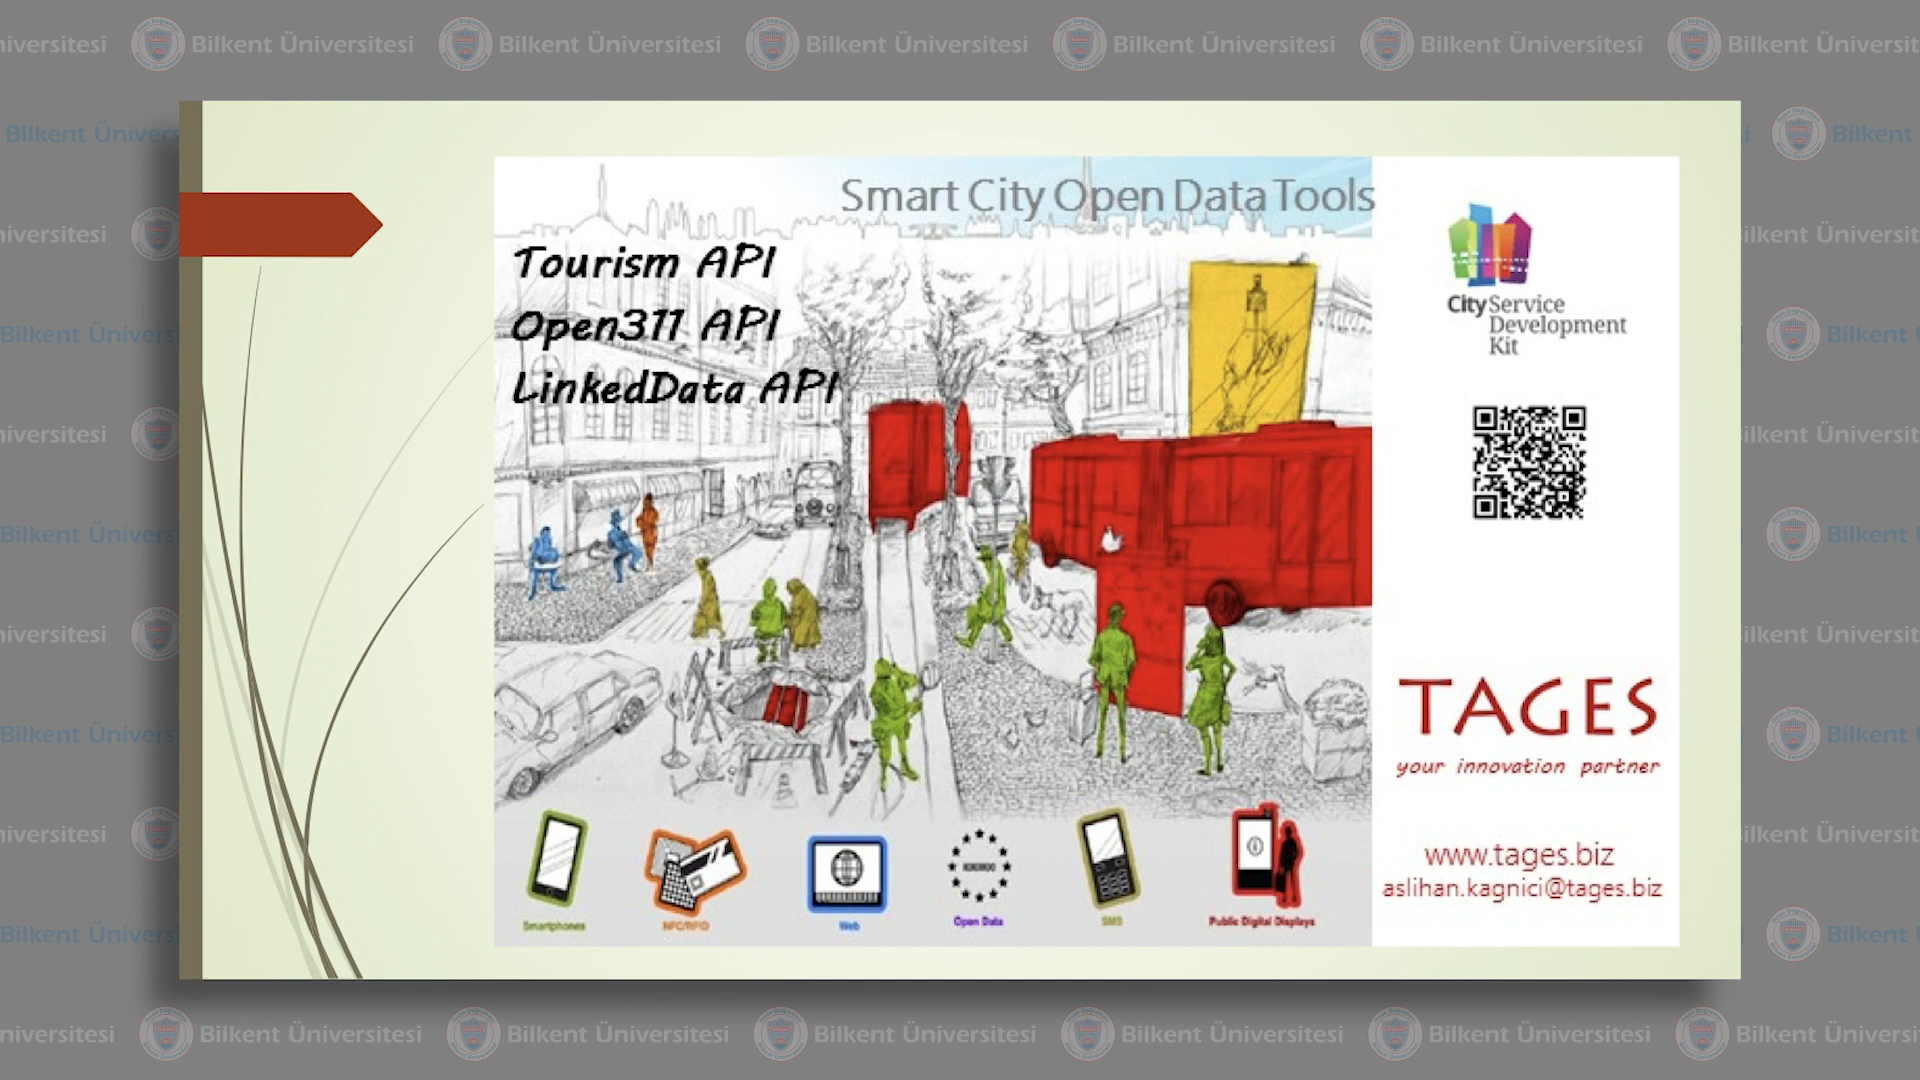 Bilkent Üniversitesi
Smart City Open Data Tools
Tourism API
Open311 API
LinkedData API
City Service
Development
Kit
TAGES
your innovation partner
www.tages.biz
aslihan.kagnici@tages.biz
Smartphones
NFC/RFID
Web
Open Data
SMS
Public Digital Displays